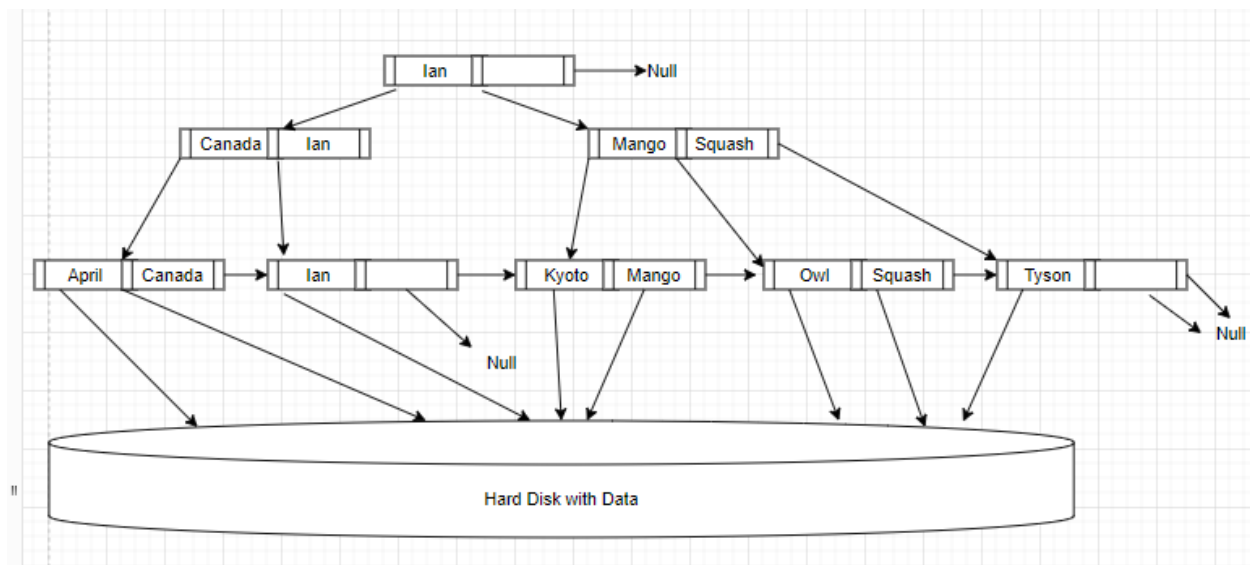 Ian
Null
Canada Ian
Mango Squash
April Canada
Ian
Kyoto Mango
Owl Squash
Tyson
Null
Null
Hard Disk with Data